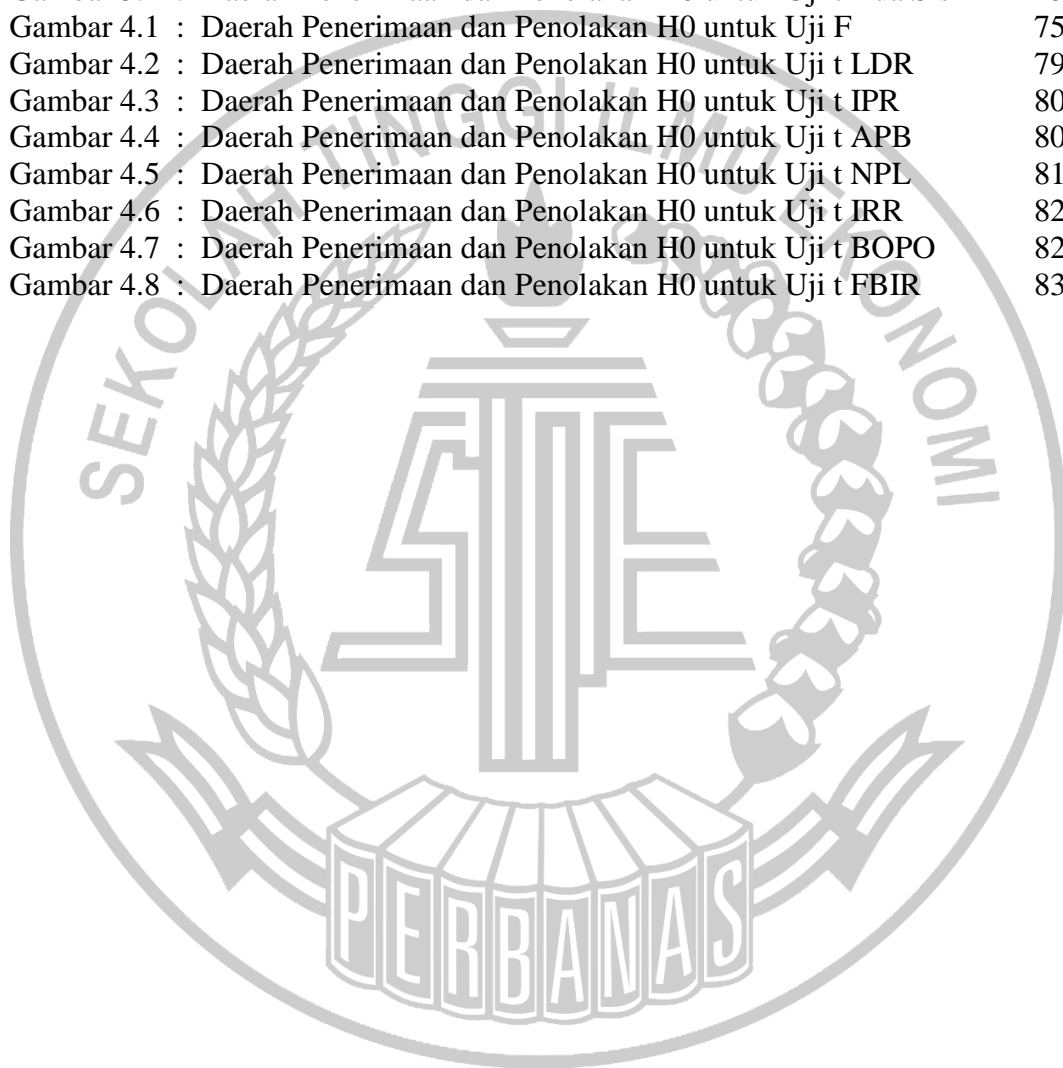 Gambar 4.1 : Daerah Penerimaan dan Penolakan H0 untuk Uji F 75
Gambar 4.2 : Daerah Penerimaan dan Penolakan H0 untuk Uji t LDR 79
Gambar 4.3 : Daerah Penerimaan dan Penolakan H0 untuk Uji t IPR 80
Gambar 4.4 : Daerah Penerimaan dan Penolakan H0 untuk Uji t APB 80
Gambar 4.5 : Daerah Penerimaan dan Penolakan H0 untuk Uji t NPL 81
Gambar 4.6 : Daerah Penerimaan dan Penolakan H0 untuk Uji t IRR 82
Gambar 4.7 : Daerah Penerimaan dan Penolakan H0 untuk Uji t BOPO 82
Gambar 4.8 : Daerah Penerimaan dan Penolakan H0 untuk Uji t FBIR 83
SEKOLAH TINGGI ILMU EKONOMI
STIE
PERBANAS